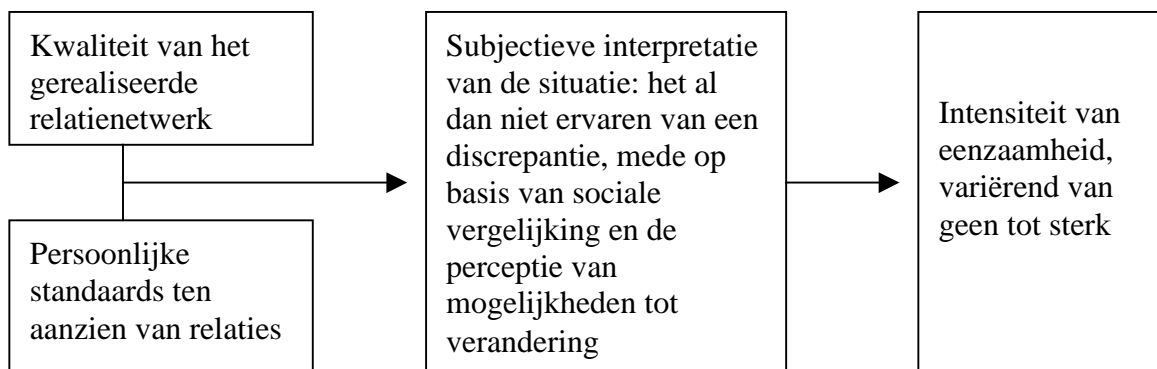 Kwaliteit van het
gerealiseerde
relatienetwerk
Persoonlijke
standaards ten
aanzien van relaties
Subjectieve interpretatie
van de situatie: het al
dan niet ervaren van een
discrepantie, mede op
basis van sociale
vergelijking en de
perceptie van
mogelijkheden tot
verandering
Intensiteit van
eenzaamheid,
variërend van
geen tot sterk